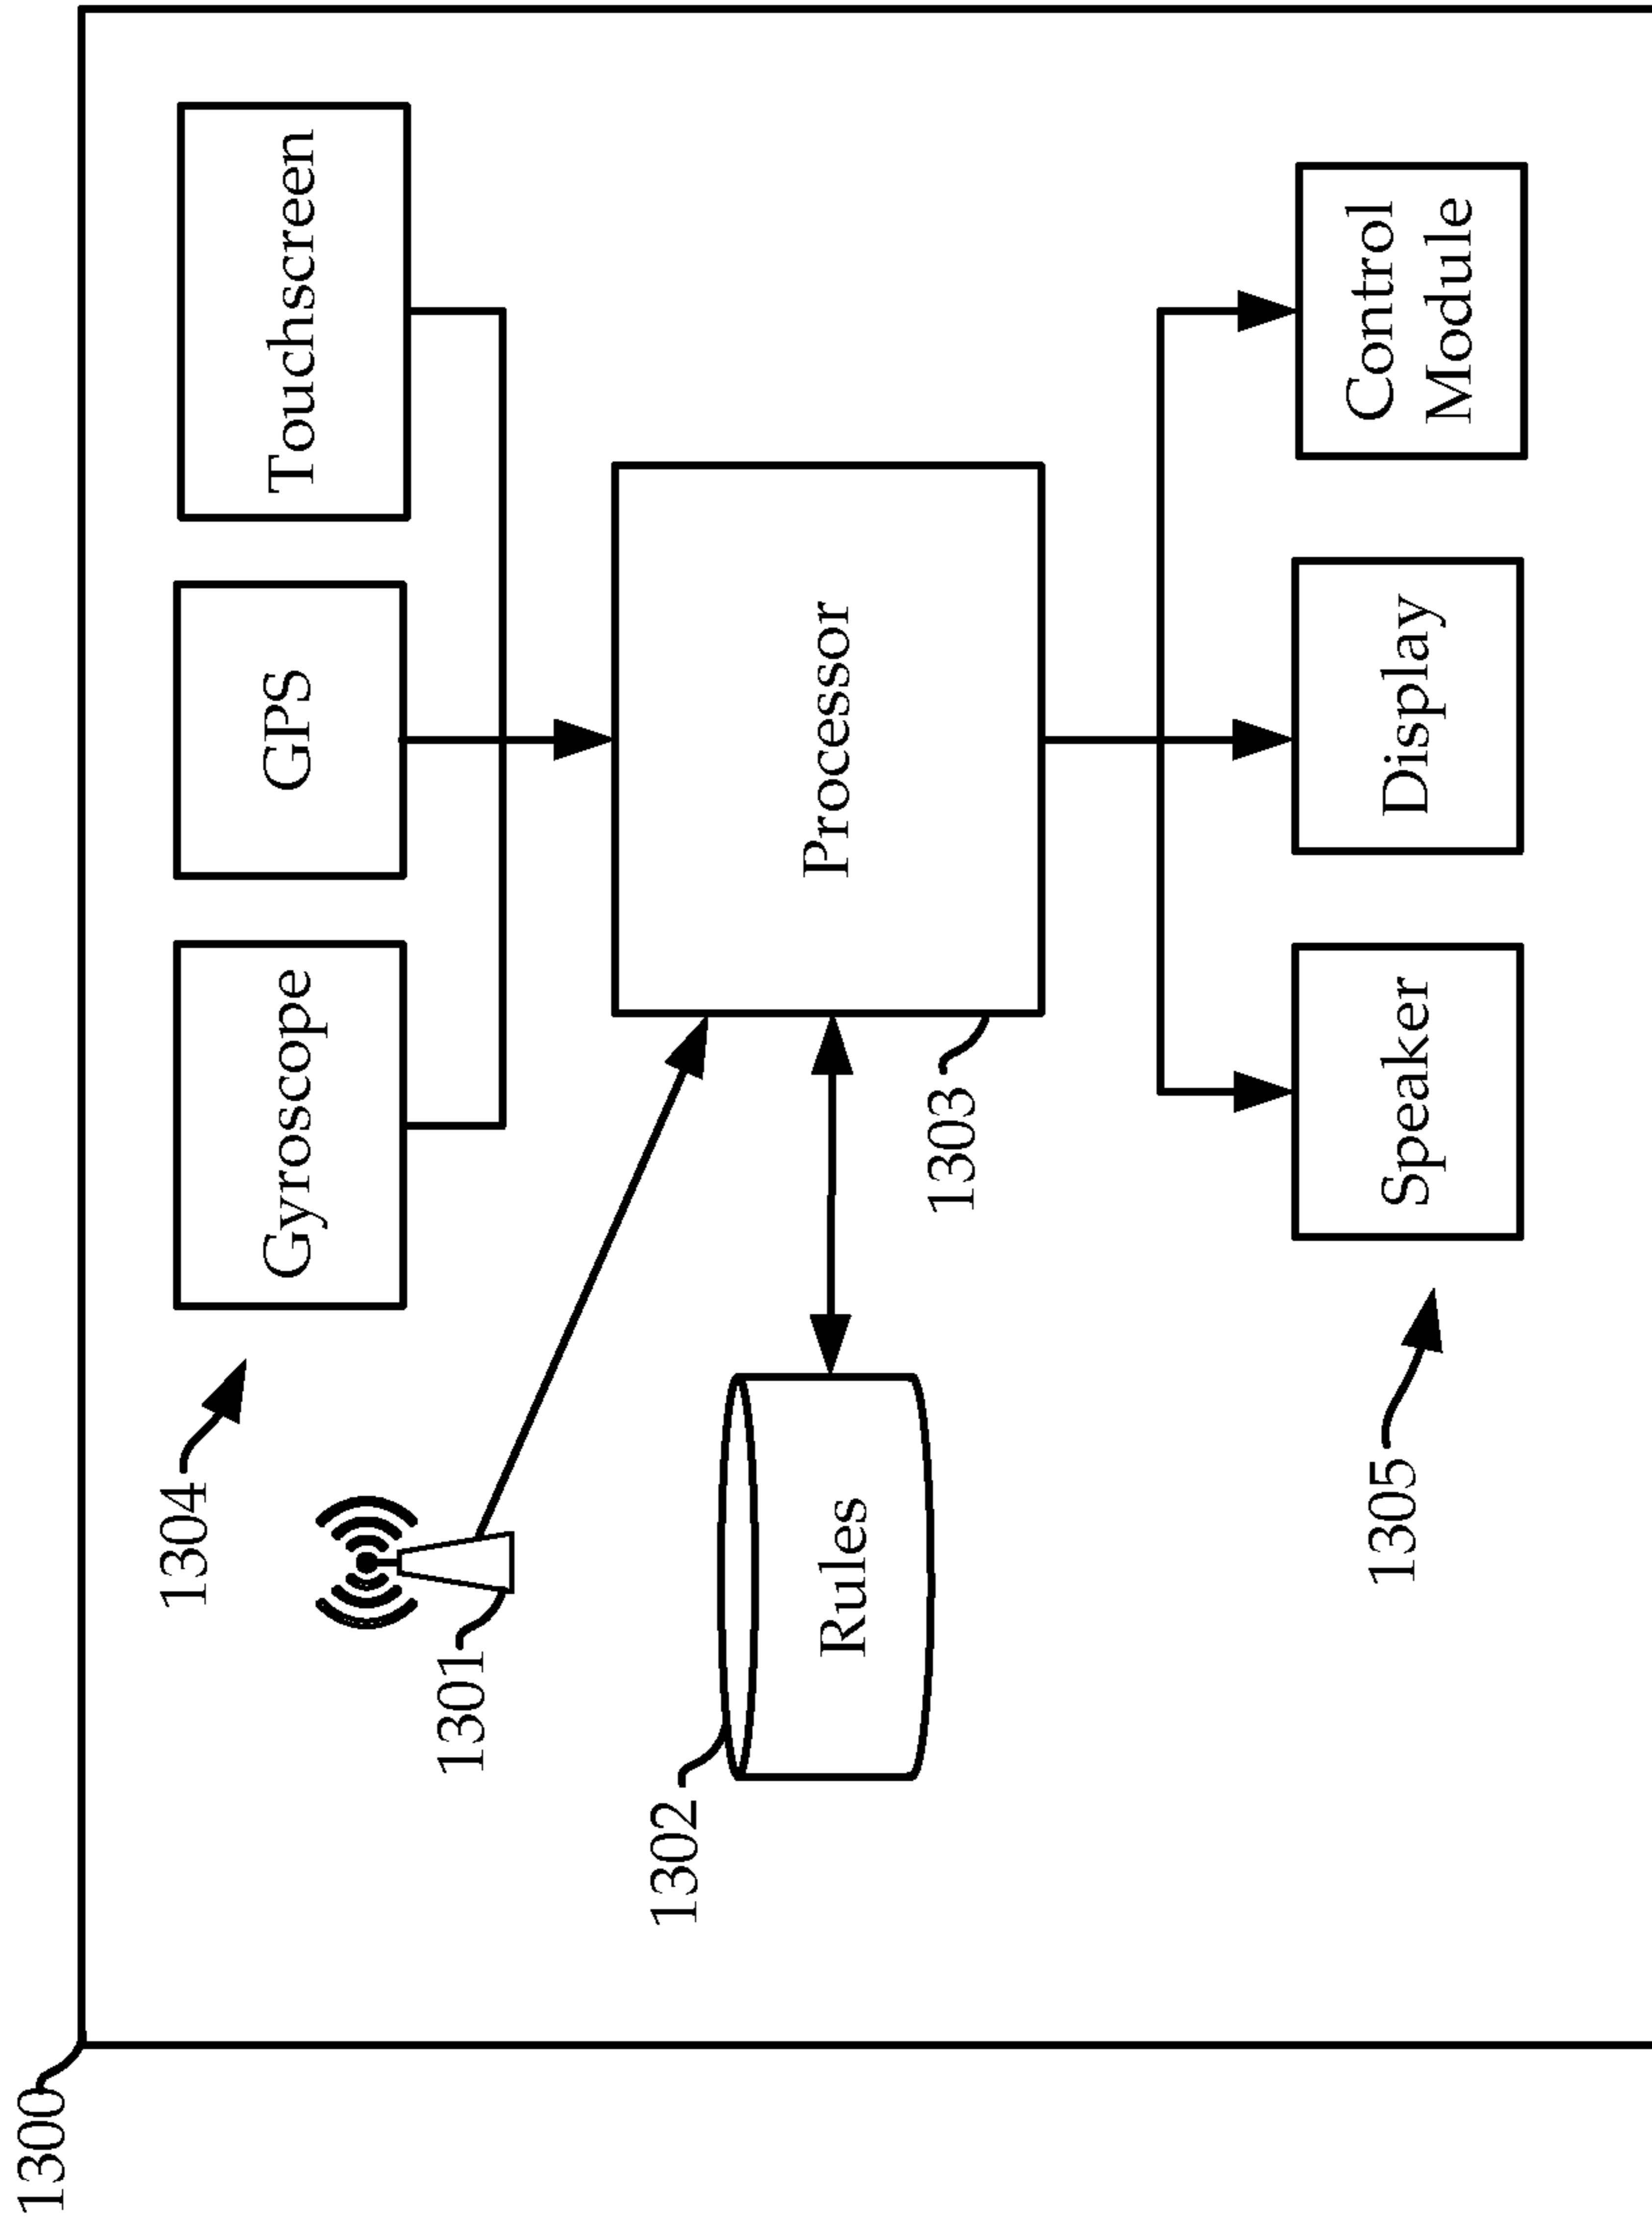 1300
1304
Gyroscope
GPS
Touchscreen
1301
1302
Rules
Processor
1303
1305
Speaker
Display
Control
Module